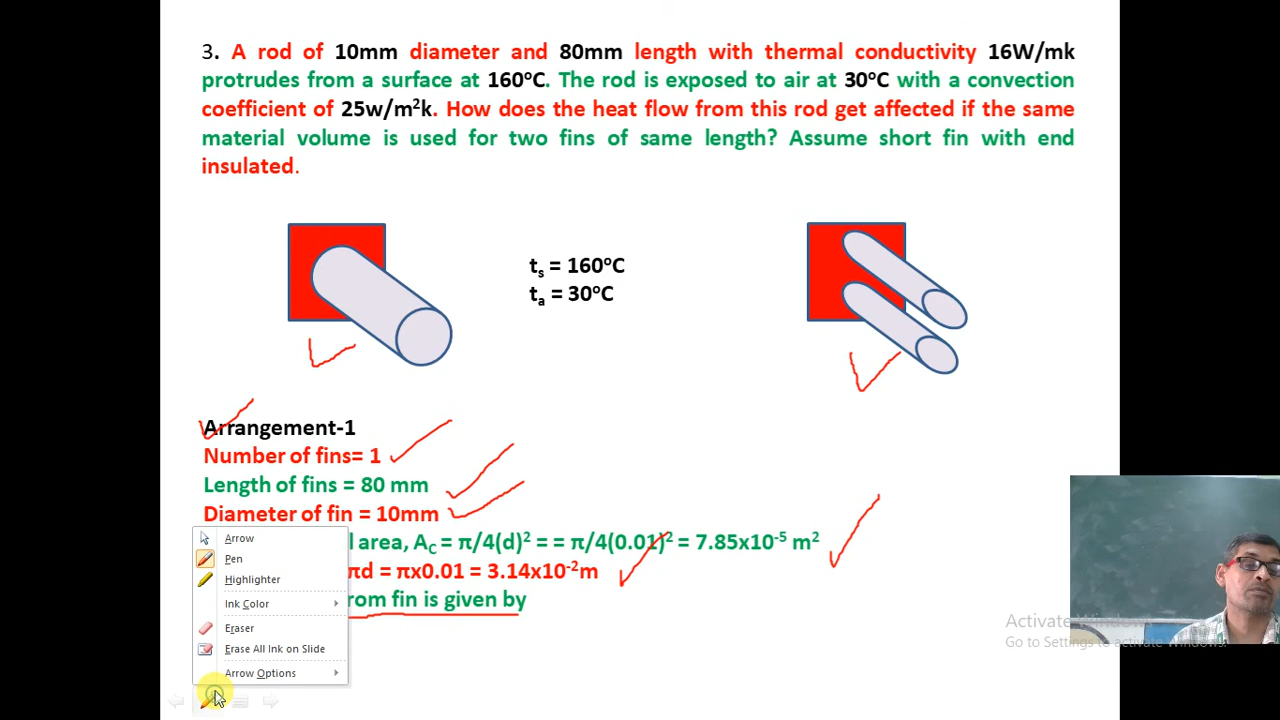 3. A rod of 10mm diameter and 80mm length with thermal conductivity 16W/mk
protrudes from a surface at 160ᵒC. The rod is exposed to air at 30ᵒC with a convection
coefficient of 25w/m²k. How does the heat flow from this rod get affected if the same
material volume is used for two fins of same length? Assume short fin with end
insulated.
tₛ = 160ᵒC
tₐ = 30ᵒC
Arrangement-1
Number of fins= 1
Length of fins = 80 mm
Diameter of fin = 10mm
l area, A_C = π/4(d)² = = π/4(0.01)² = 7.85x10⁻⁵ m²
πd = πx0.01 = 3.14x10⁻²m
rom fin is given by
Arrow
Pen
Highlighter
Ink Color
Eraser
Erase All Ink on Slide
Arrow Options
Activate Windows
Go to Settings to activate Windows.